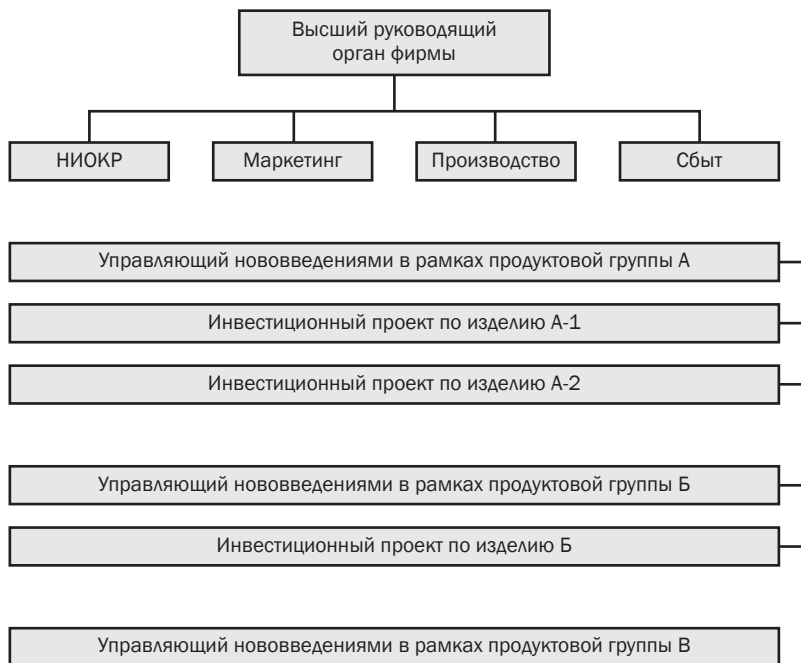 Высший руководящий
орган фирмы
НИОКР
Маркетинг
Производство
Сбыт
Управляющий нововведениями в рамках продуктовой группы А
Инвестиционный проект по изделию А-1
Инвестиционный проект по изделию А-2
Управляющий нововведениями в рамках продуктовой группы Б
Инвестиционный проект по изделию Б
Управляющий нововведениями в рамках продуктовой группы В